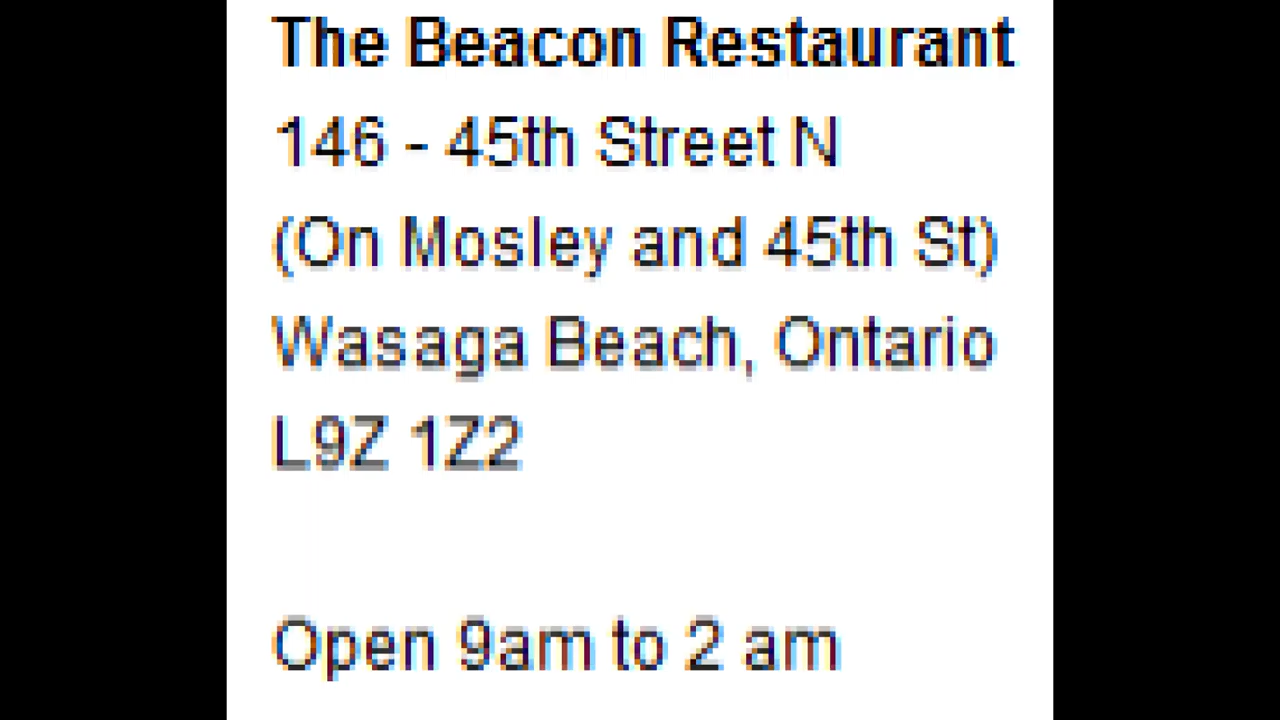 The Beacon Restaurant
146 - 45th Street N
(On Mosley and 45th St)
Wasaga Beach, Ontario
L9Z 1Z2
Open 9am to 2 am